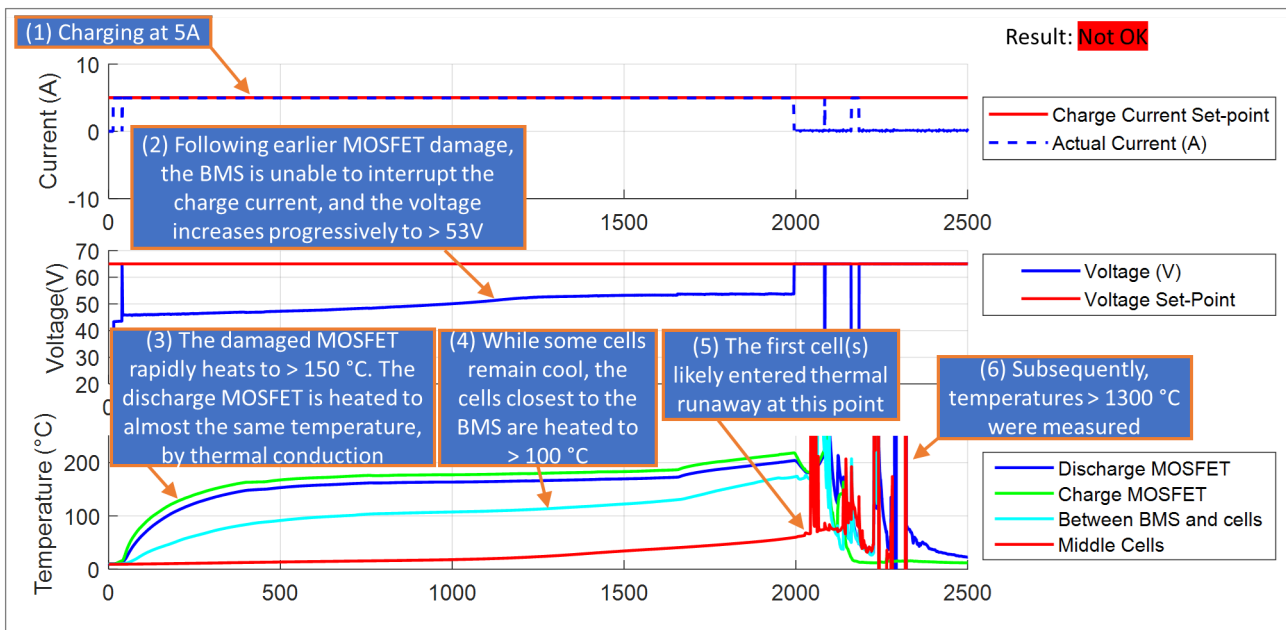 (1) Charging at 5A
Result: Not OK
10
0
-10
Current (A)
0
500
1000
1500
2000
2500
Charge Current Set-point
Actual Current (A)
(2) Following earlier MOSFET damage,
the BMS is unable to interrupt the
charge current, and the voltage
increases progressively to > 53V
70
60
50
40
30
20
Voltage(V)
0
Voltage (V)
Voltage Set-Point
(3) The damaged MOSFET
rapidly heats to > 150 °C. The
discharge MOSFET is heated to
almost the same temperature,
by thermal conduction
(4) While some cells
remain cool, the
cells closest to the
BMS are heated to
> 100 °C
(5) The first cell(s)
likely entered thermal
runaway at this point
(6) Subsequently,
temperatures > 1300 °C
were measured
200
100
0
Temperature (°C)
0
500
1000
1500
2000
2500
Discharge MOSFET
Charge MOSFET
Between BMS and cells
Middle Cells